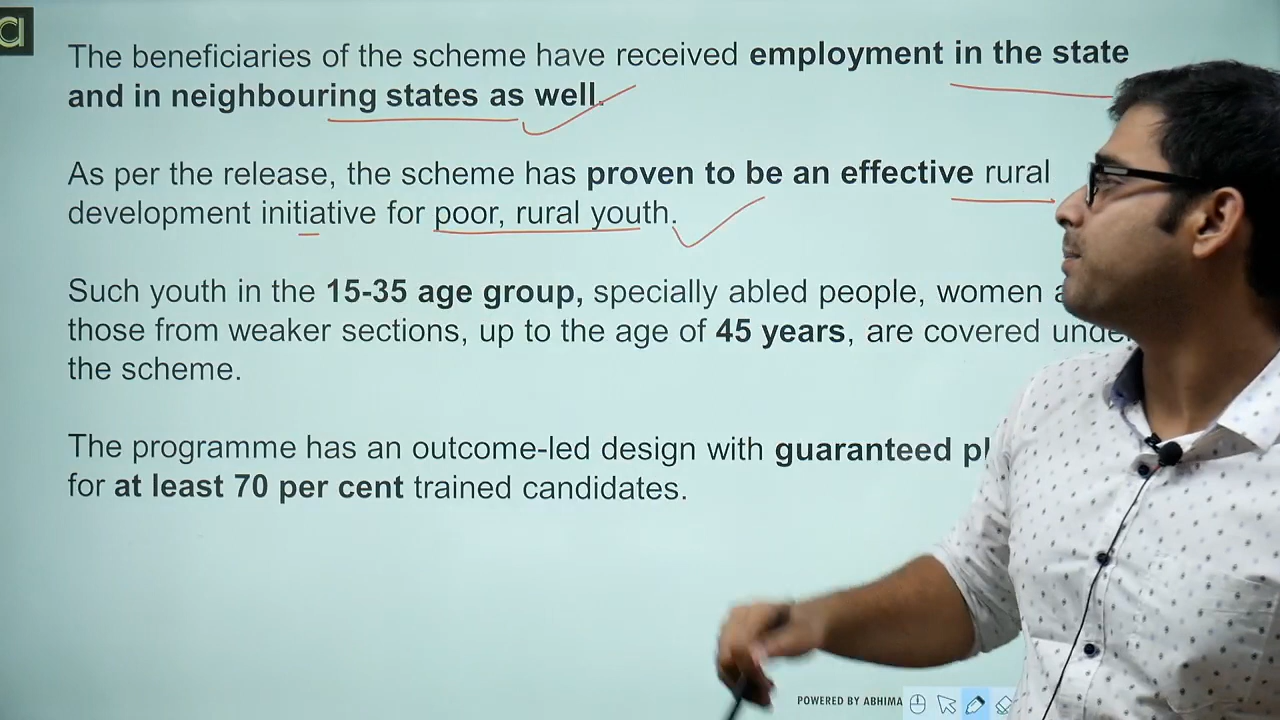 The beneficiaries of the scheme have received employment in the state
and in neighbouring states as well.
As per the release, the scheme has proven to be an effective rural
development initiative for poor, rural youth.
Such youth in the 15-35 age group, specially abled people, women
those from weaker sections, up to the age of 45 years, are covered
the scheme.
The programme has an outcome-led design with guaranteed
for at least 70 per cent trained candidates.
POWERED BY